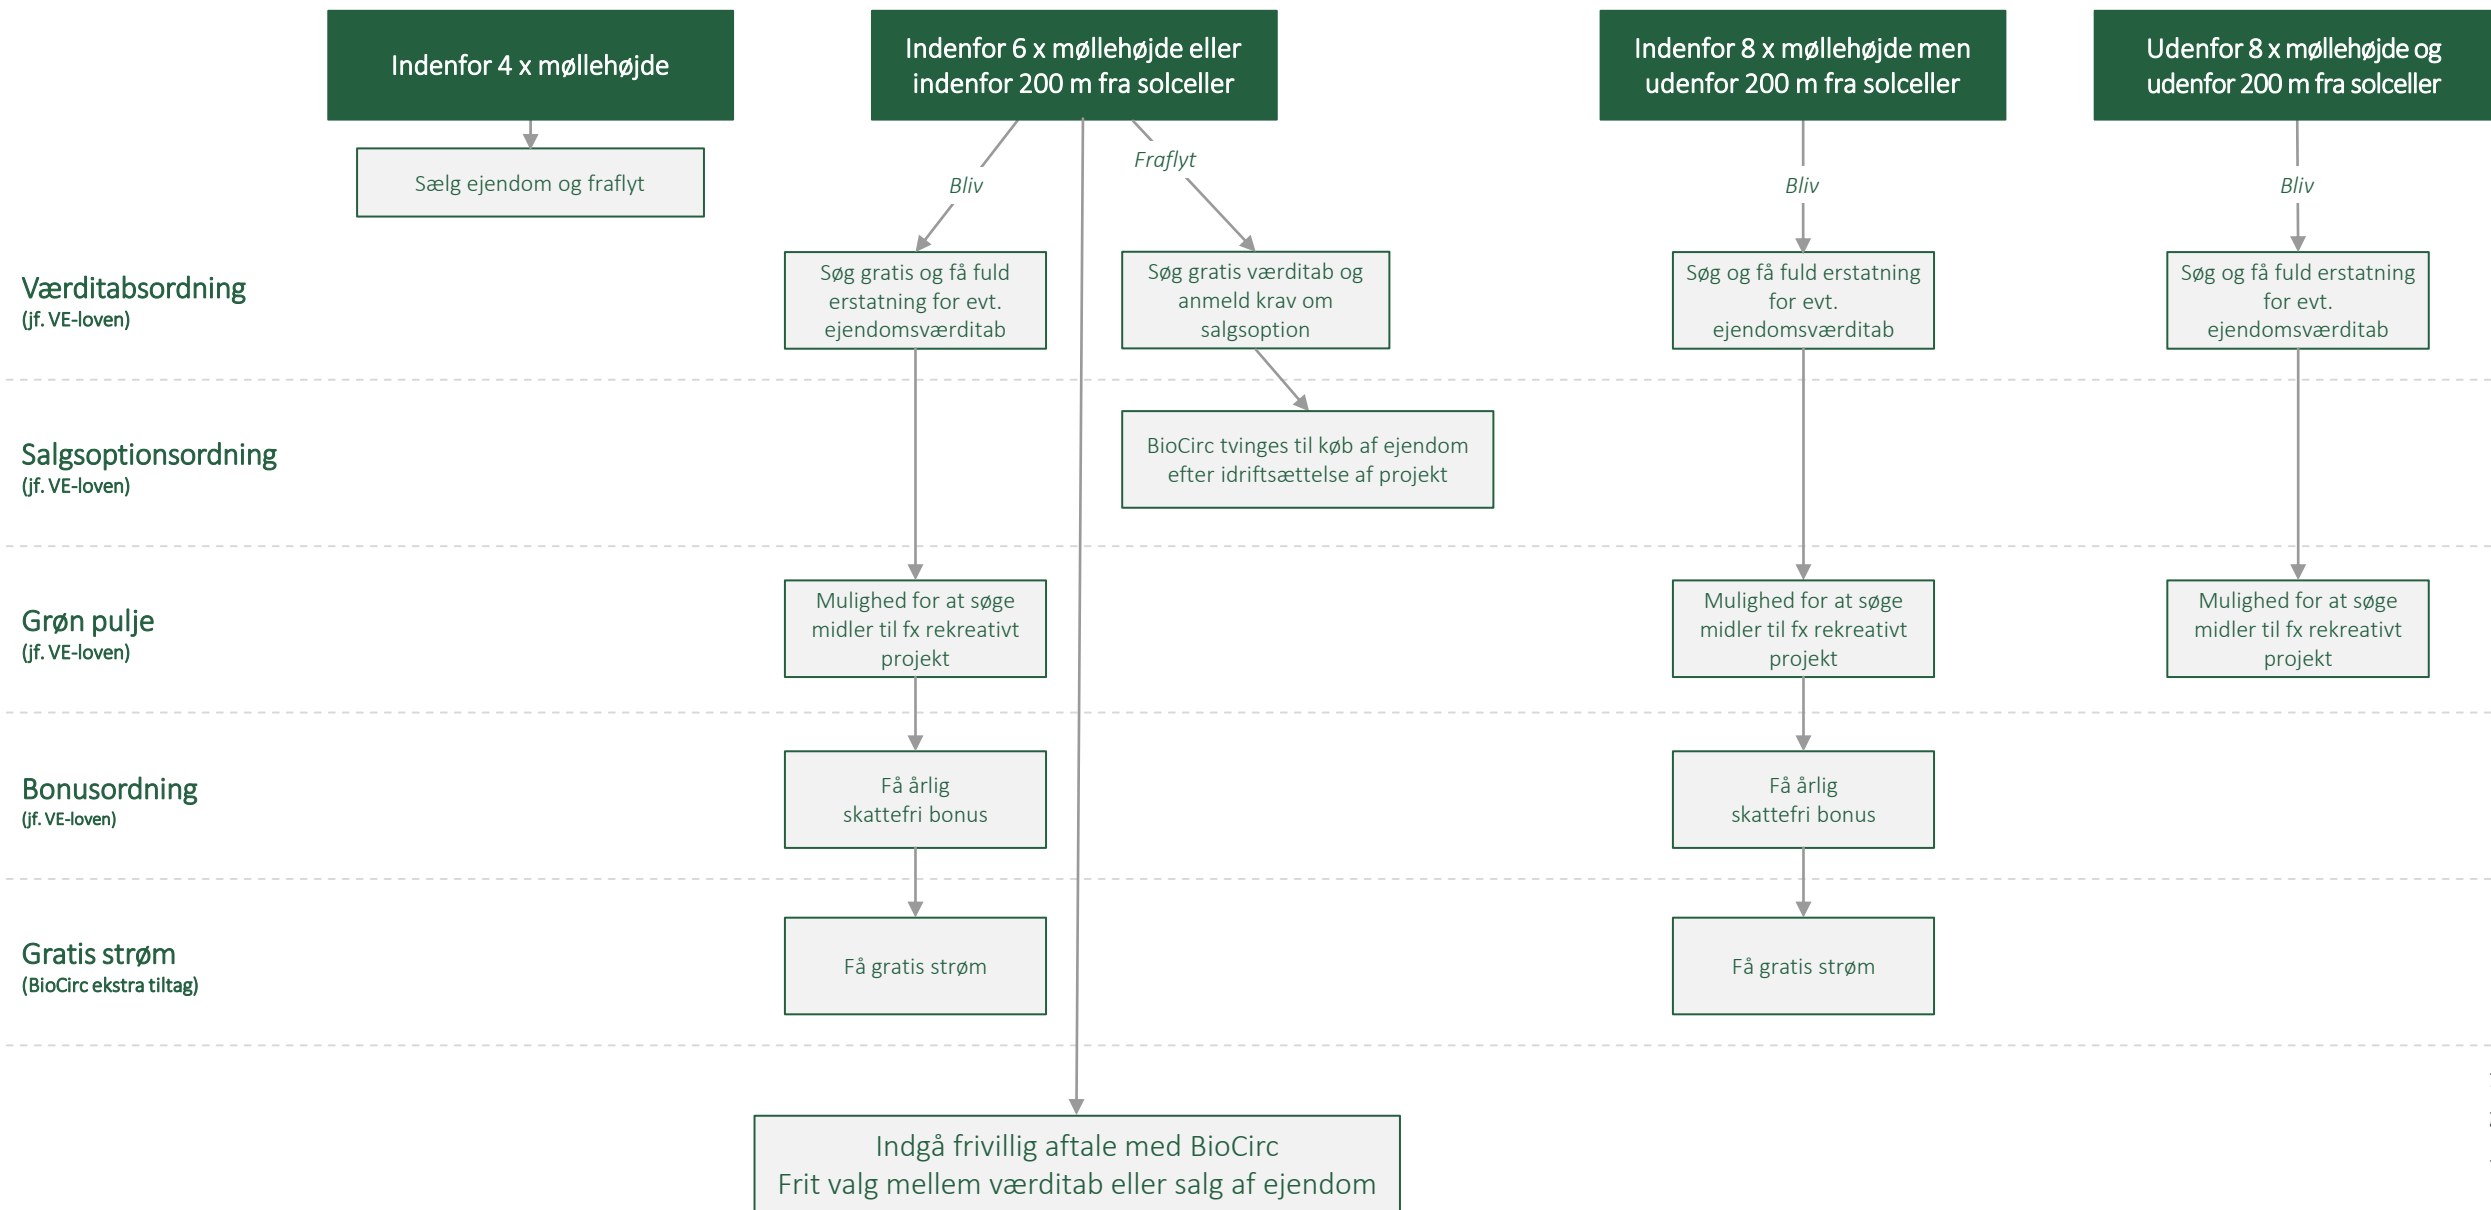 Indenfor 4 x møllehøjde
Indenfor 6 x møllehøjde eller
indenfor 200 m fra solceller
Indenfor 8 x møllehøjde men
udenfor 200 m fra solceller
Udenfor 8 x møllehøjde og
udenfor 200 m fra solceller
Sælg ejendom og fraflyt
Bliv
Fraflyt
Bliv
Bliv
Værditabsordning
(jf. VE-loven)
Søg gratis og få fuld
erstatning for evt.
ejendomsværditab
Søg gratis værditab og
anmeld krav om
salgsoption
Søg og få fuld erstatning
for evt.
ejendomsværditab
Søg og få fuld erstatning
for evt.
ejendomsværditab
Salgsoptionsordning
(jf. VE-loven)
BioCirc tvinges til køb af ejendom
efter idriftsættelse af projekt
Grøn pulje
(jf. VE-loven)
Mulighed for at søge
midler til fx rekreativt
projekt
Mulighed for at søge
midler til fx rekreativt
projekt
Mulighed for at søge
midler til fx rekreativt
projekt
Bonusordning
(jf. VE-loven)
Få årlig
skattefri bonus
Få årlig
skattefri bonus
Gratis strøm
(BioCirc ekstra tiltag)
Få gratis strøm
Få gratis strøm
Indgå frivillig aftale med BioCirc
Frit valg mellem værditab eller salg af ejendom